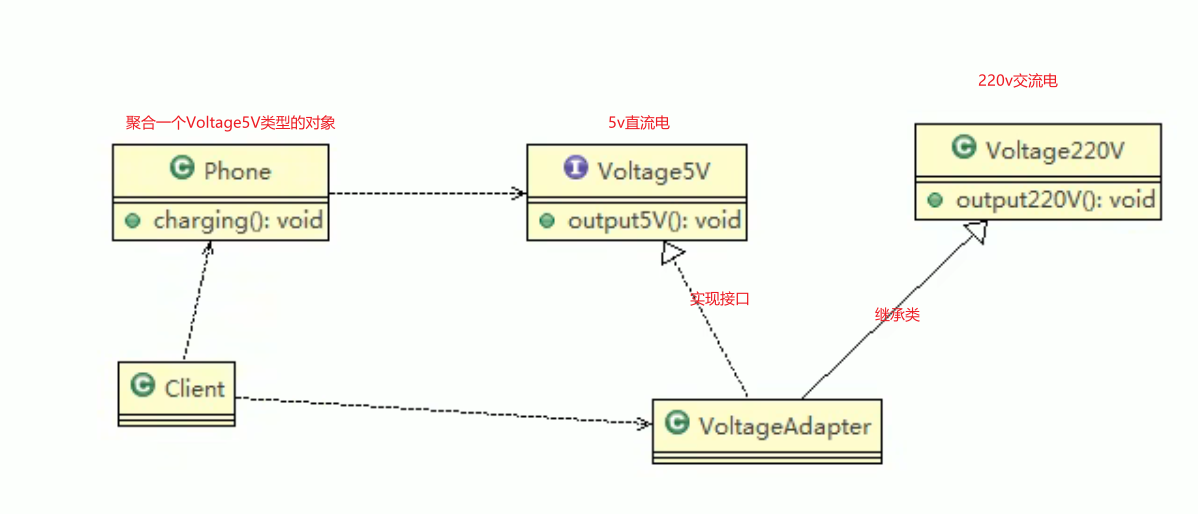 220v交流电
聚合一个Voltage5V类型的对象
5v直流电
C Phone
charging(): void
I Voltage5V
output5V(): void
C Voltage220V
output220V(): void
实现接口
继承类
C Client
C VoltageAdapter